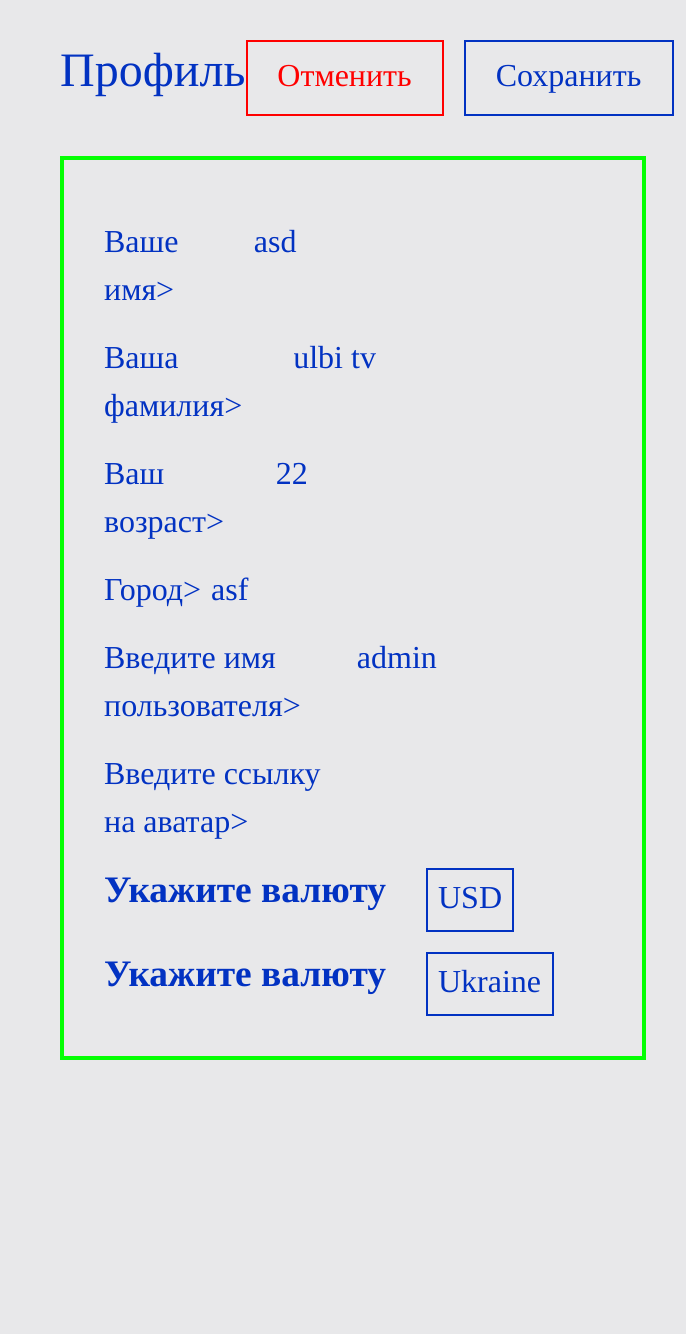 Профиль Отменить Сохранить
Ваше asd
имя>
Ваша ulbi tv
фамилия>
Ваш 22
возраст>
Город> asf
Введите имя admin
пользователя>
Введите ссылку
на аватар>
Укажите валюту USD
Укажите валюту Ukraine